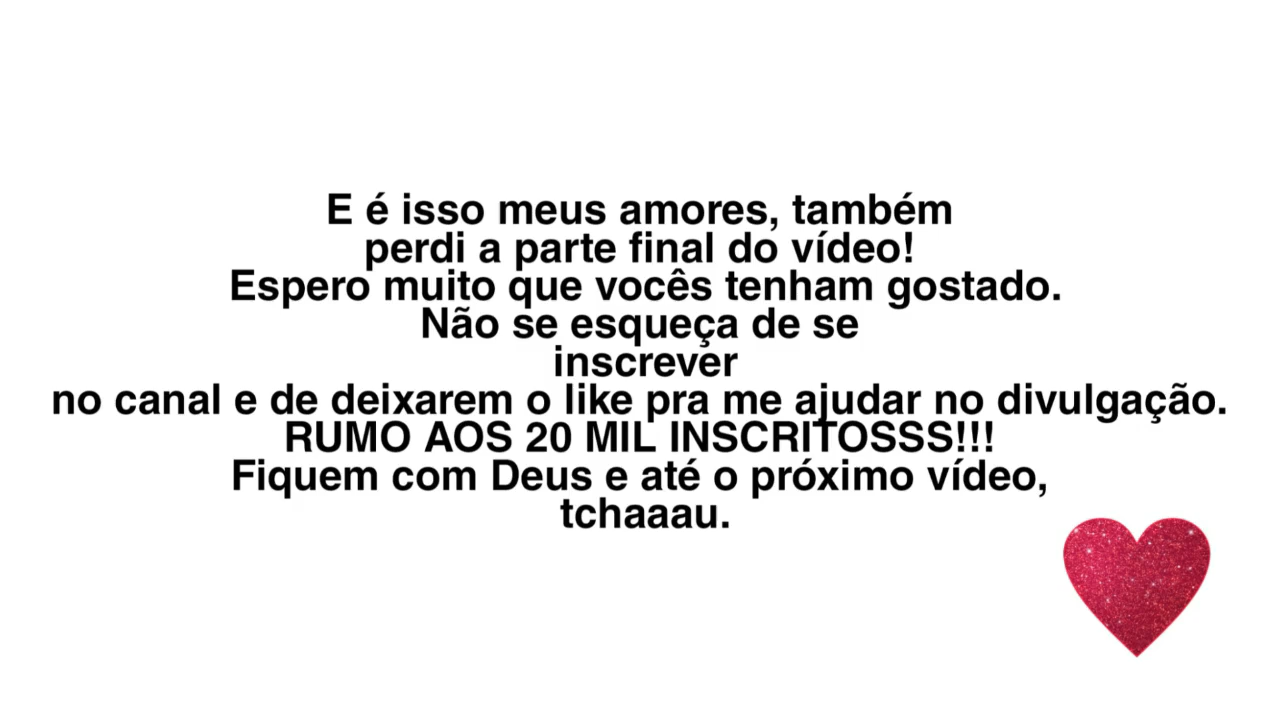 E é isso meus amores, também
perdi a parte final do vídeo!
Espero muito que vocês tenham gostado.
Não se esqueça de se
inscrever
no canal e de deixarem o like pra me ajudar no divulgação.
RUMO AOS 20 MIL INSCRITOSSS!!!
Fiquem com Deus e até o próximo vídeo,
tchaaau.